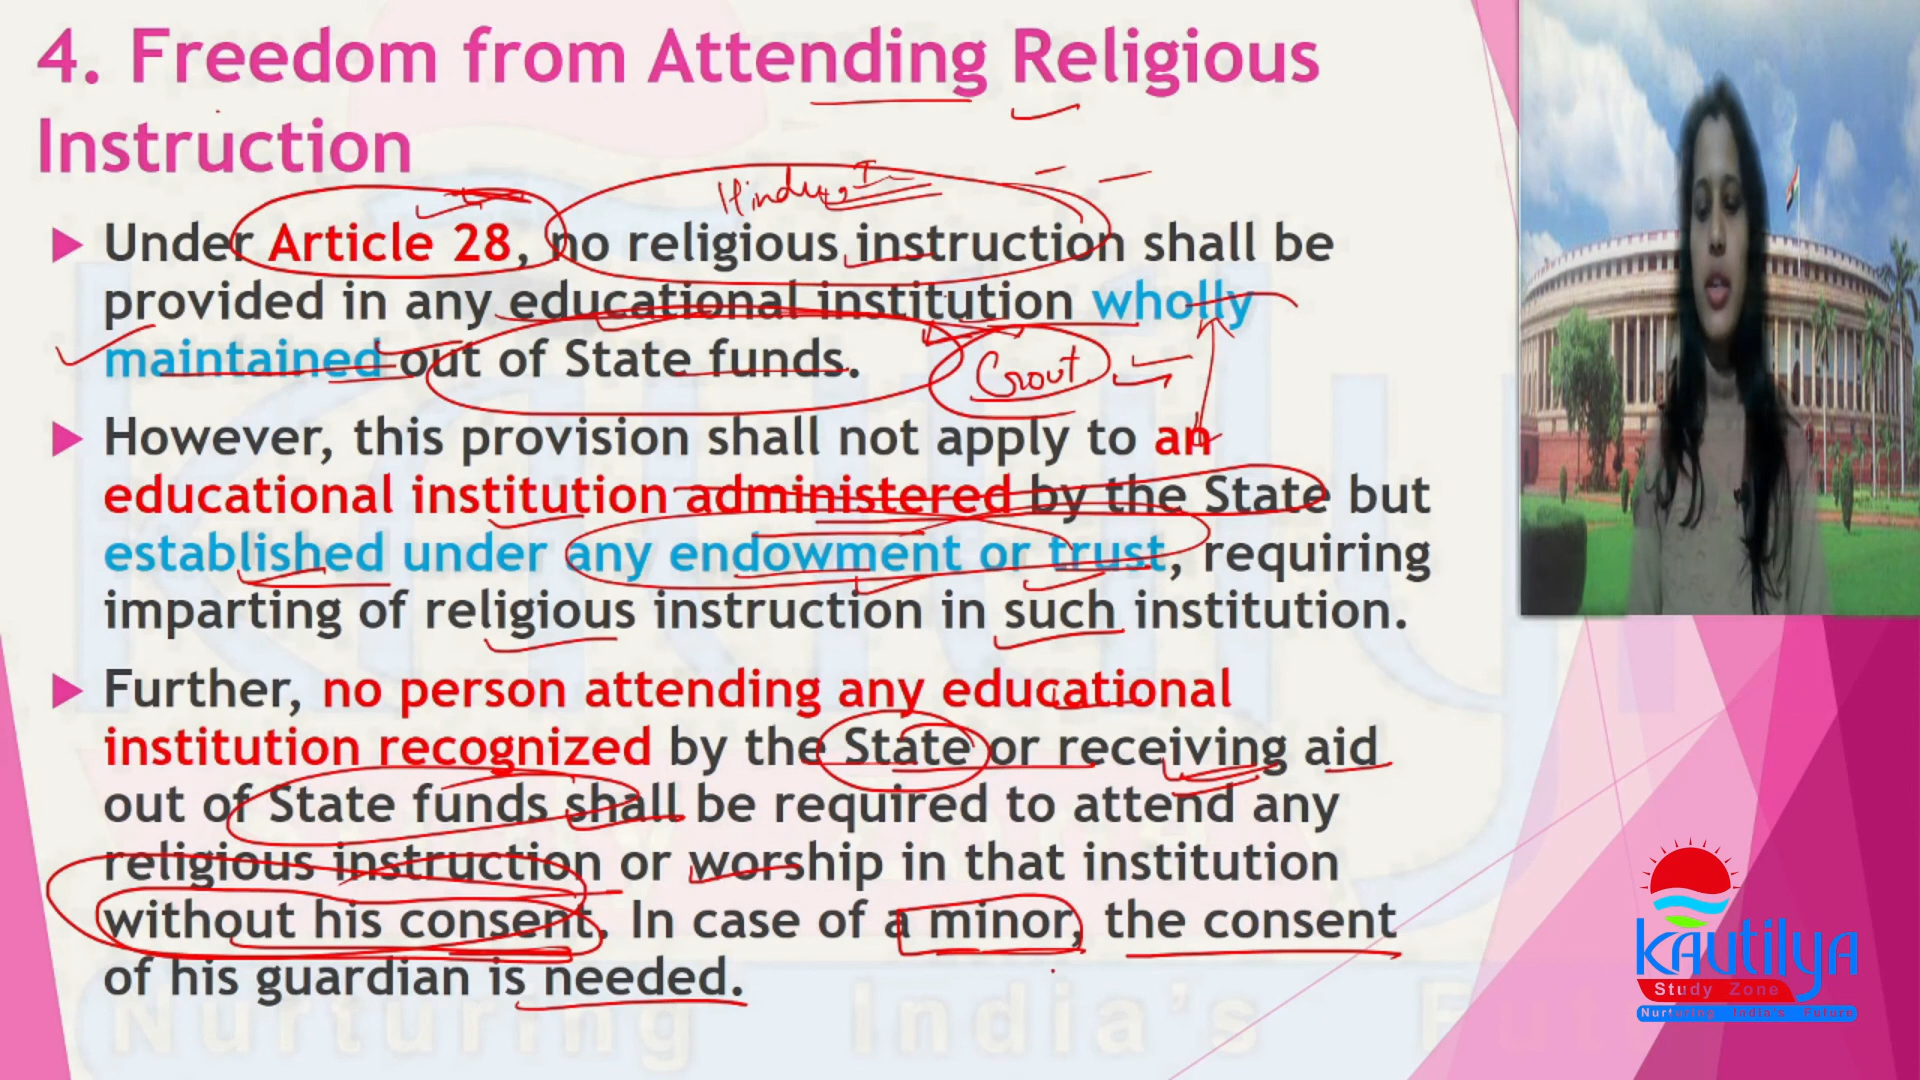 4. Freedom from Attending Religious
Instruction
Hindu,
Under Article 28, no religious instruction shall be
provided in any educational institution wholly
maintained out of State funds.
Govt
However, this provision shall not apply to an
educational institution administered by the State but
established under any endowment or trust, requiring
imparting of religious instruction in such institution.
Further, no person attending any educational
institution recognized by the State or receiving aid
out of State funds shall be required to attend any
religious instruction or worship in that institution
without his consent. In case of a minor, the consent
of his guardian is needed.
Kautilya
Study Zone
Nurturing India's Future
Nurturing India's Fut